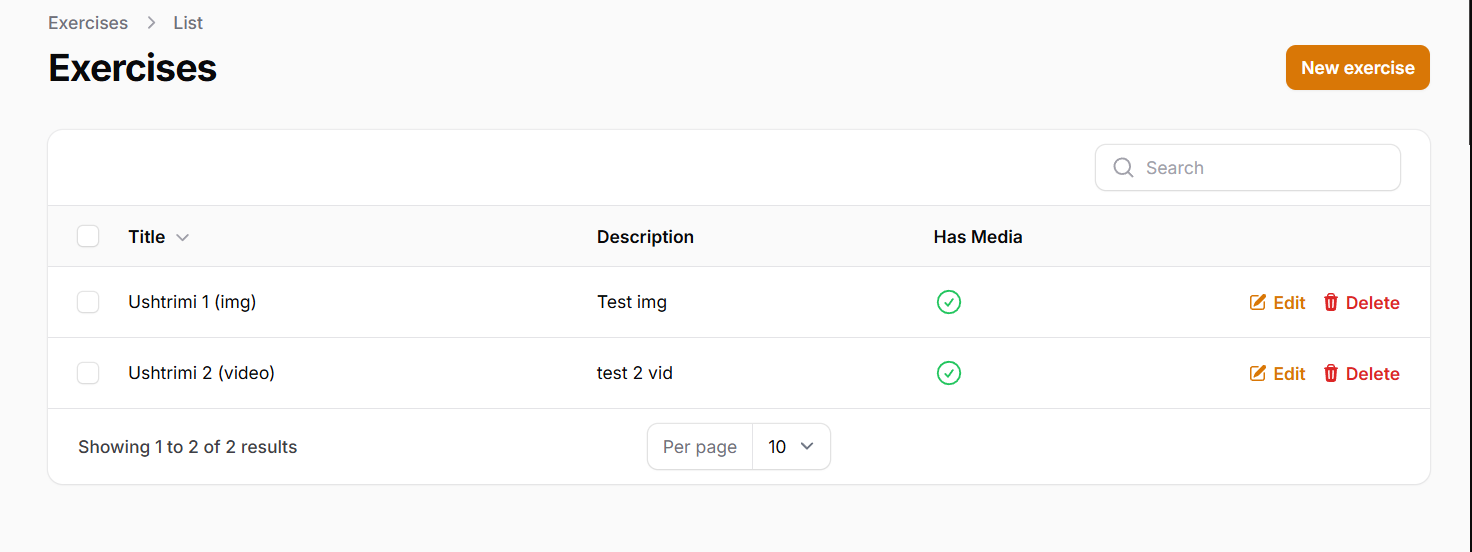 Exercises > List
Exercises
New exercise
Search
Title Description Has Media
Ushtrimi 1 (img) Test img Edit Delete
Ushtrimi 2 (video) test 2 vid Edit Delete
Showing 1 to 2 of 2 results Per page 10